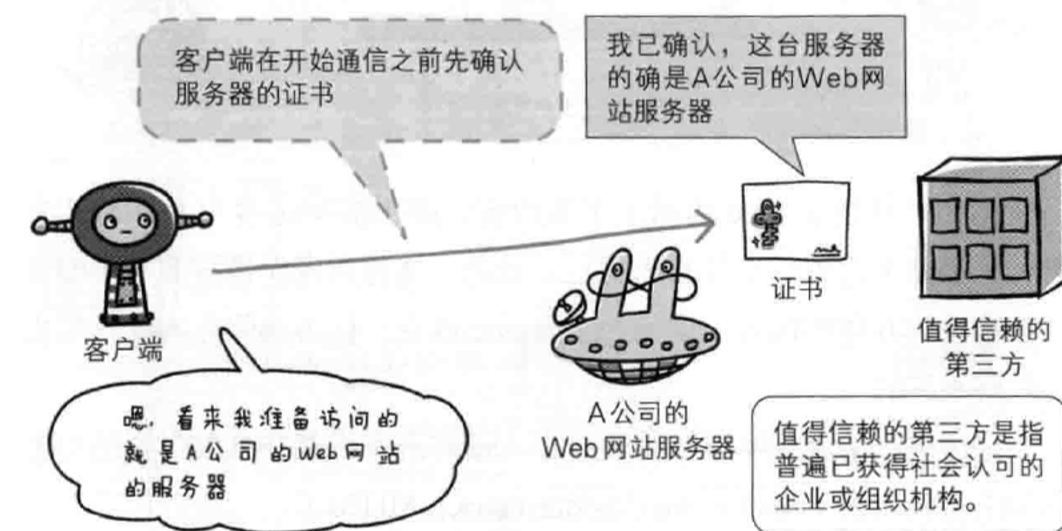 客户端在开始通信之前先确认
服务器的证书
我已确认，这台服务器
的确是A公司的Web网
站服务器
证书
客户端
值得信赖的
第三方
嗯，看来我准备访问的
就是A公司的Web网站
的服务器
A公司的
Web网站服务器
值得信赖的第三方是指
普遍已获得社会认可的
企业或组织机构。